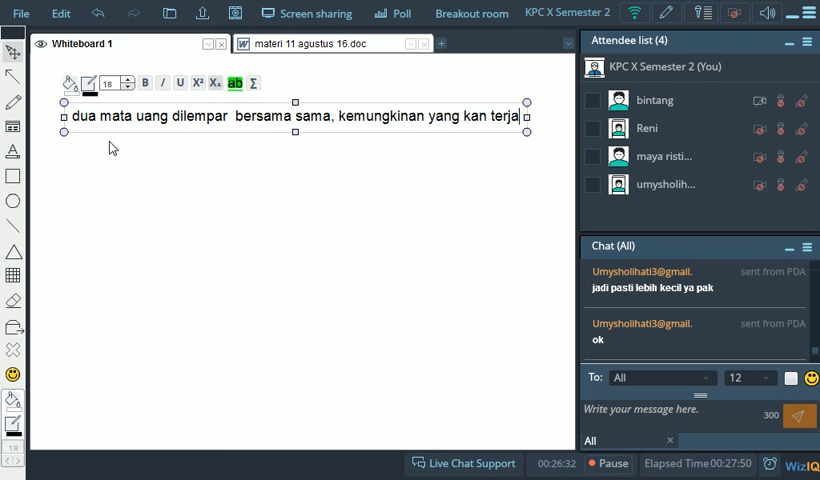 File Edit Screen sharing Poll Breakout room KPC X Semester 2
Whiteboard 1 materi 11 agustus 16.doc
18 B I U X² X₂ ab Σ
dua mata uang dilempar bersama sama, kemungkinan yang kan terja
Attendee list (4)
KPC X Semester 2 (You)
bintang
Reni
maya risti...
umysholih...
Chat (All)
Umysholihati3@gmail. sent from PDA
jadi pasti lebih kecil ya pak
Umysholihati3@gmail. sent from PDA
ok
To: All 12
Write your message here. 300
All
18
Live Chat Support 00:26:32 Pause Elapsed Time 00:27:50 WizIQ